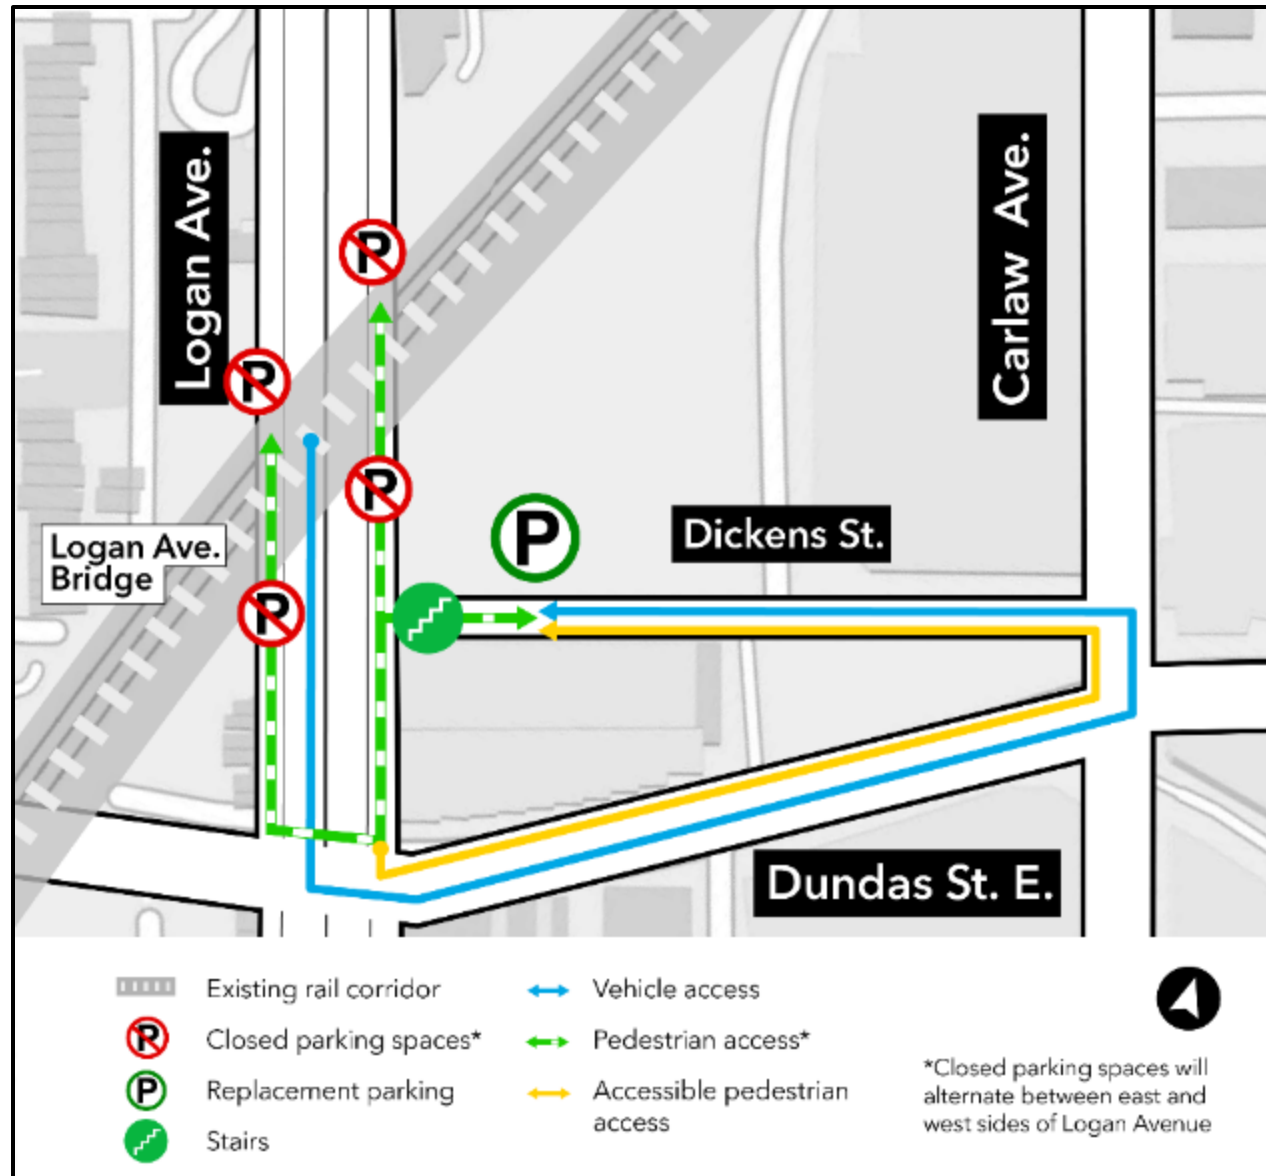 Logan Ave.
Carlaw Ave.
P
P
P
P
P
Dickens St.
Logan Ave.
Bridge
Dundas St. E.
Existing rail corridor
P
Closed parking spaces*
P
Replacement parking
Stairs
Vehicle access
Pedestrian access*
Accessible pedestrian
access
*Closed parking spaces will
alternate between east and
west sides of Logan Avenue